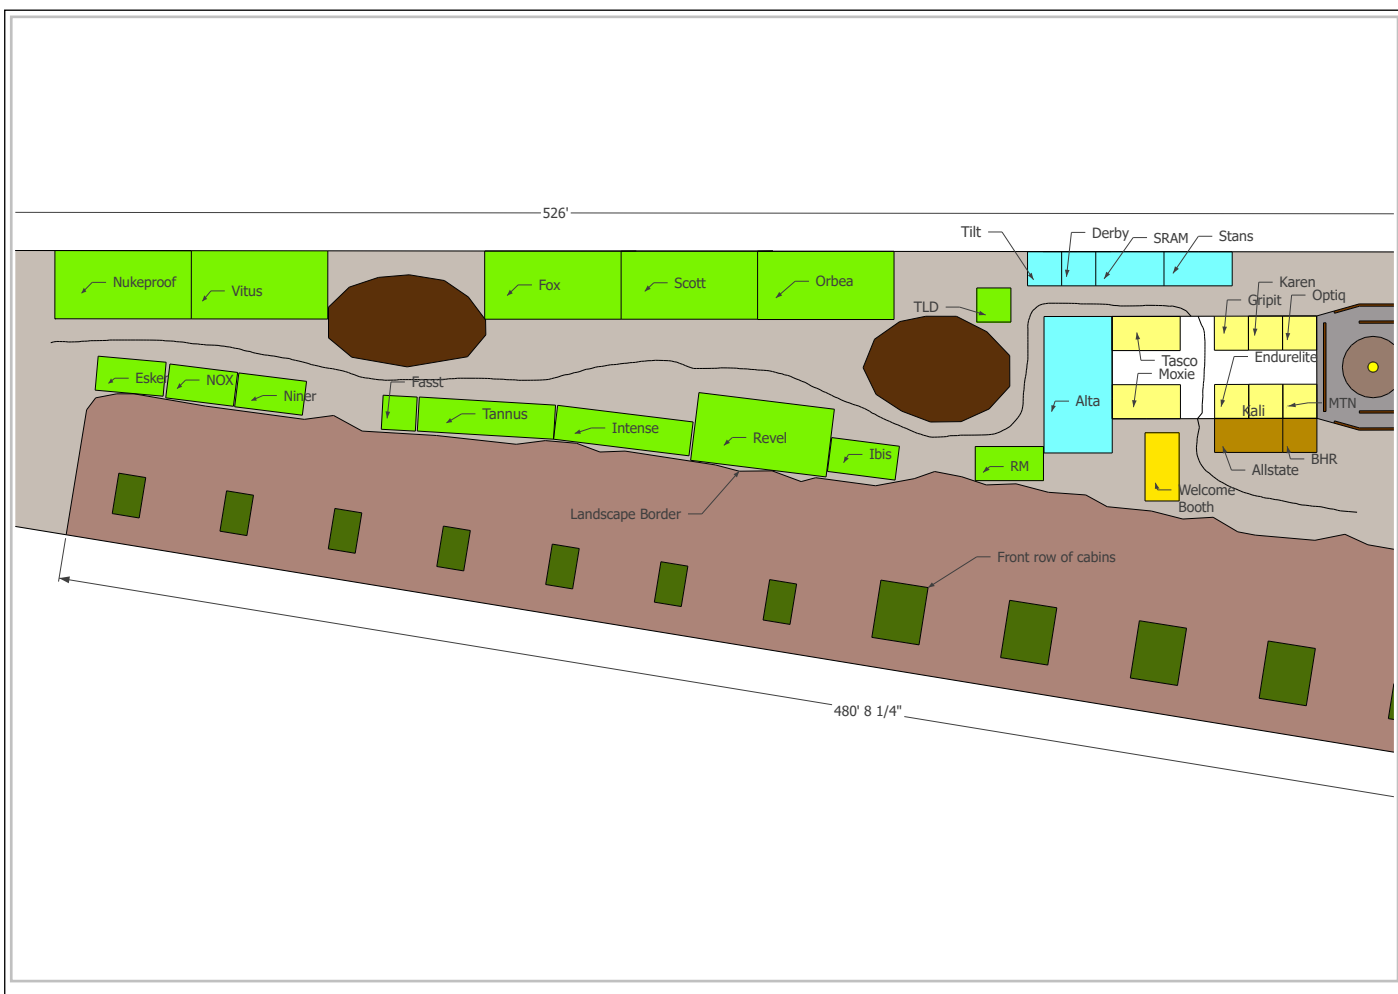 526'
Tilt
Derby
SRAM
Stans
Nukeproof
Vitus
Fox
Scott
Orbea
TLD
Karen
Gripit
Optiq
Tasco
Moxie
Endurelite
Esker
NOX
Niner
Fasst
Tannus
Intense
Revel
Ibis
Alta
Kali
MTN
RM
Allstate
BHR
Welcome
Booth
Landscape Border
Front row of cabins
480' 8 1/4"